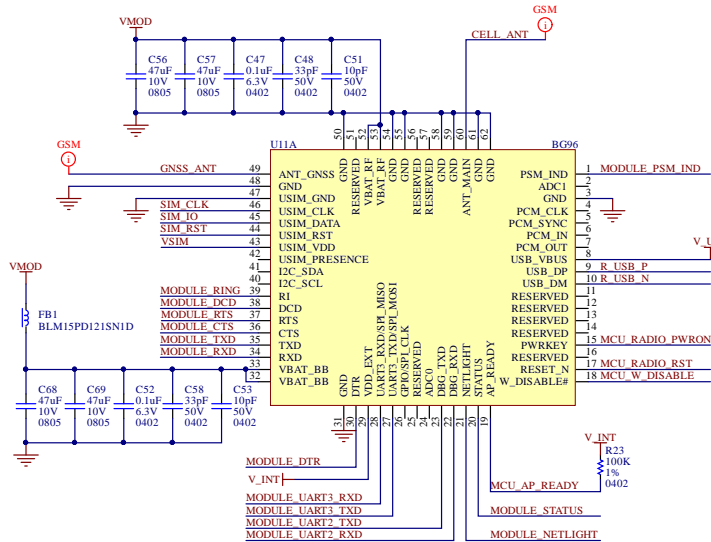 GSM
VMOD
CELL_ANT
C56
47uF
10V
0805
C57
47uF
10V
0805
C47
0.1uF
6.3V
0402
C48
33pF
50V
0402
C51
10pF
50V
0402
50
51
52
53
54
55
56
57
58
59
60
61
62
U11A
BG96
GND
RESERVED
VBAT_RF
VBAT_RF
GND
GND
RESERVED
RESERVED
GND
GND
ANT_MAIN
GND
GND
GSM
GNSS_ANT
49 ANT_GNSS
48 GND
47 USIM_GND
SIM_CLK 46 USIM_CLK
SIM_IO 45 USIM_DATA
SIM_RST 44 USIM_RST
VSIM 43 USIM_VDD
42 USIM_PRESENCE
41 I2C_SDA
40 I2C_SCL
MODULE_RING 39 RI
MODULE_DCD 38 DCD
MODULE_RTS 37 RTS
MODULE_CTS 36 CTS
MODULE_TXD 35 TXD
MODULE_RXD 34 RXD
33 VBAT_BB
32 VBAT_BB
PSM_IND 1 MODULE_PSM_IND
ADC1 2
GND 3
PCM_CLK 4
PCM_SYNC 5
PCM_IN 6
PCM_OUT 7
USB_VBUS 8
V_U
USB_DP 9 R_USB_P
USB_DM 10 R_USB_N
RESERVED 11
RESERVED 12
RESERVED 13
RESERVED 14
PWRKEY 15 MCU_RADIO_PWRON
RESERVED 16
RESET_N 17 MCU_RADIO_RST
W_DISABLE# 18 MCU_W_DISABLE
VMOD
FB1
BLM15PD121SN1D
C68
47uF
10V
0805
C69
47uF
10V
0805
C52
0.1uF
6.3V
0402
C58
33pF
50V
0402
C53
10pF
50V
0402
GND
DTR
VDD_EXT
UART3_RXD/SPI_MISO
UART3_TXD/SPI_MOSI
GPIO/SPI_CLK
RESERVED
ADC0
DBG_TXD
DBG_RXD
NETLIGHT
STATUS
AP_READY
31
30
29
28
27
26
25
24
23
22
21
20
19
V_INT
R23
100K
1%
0402
MODULE_DTR
V_INT
MCU_AP_READY
MODULE_UART3_RXD
MODULE_UART3_TXD
MODULE_STATUS
MODULE_UART2_TXD
MODULE_UART2_RXD
MODULE_NETLIGHT